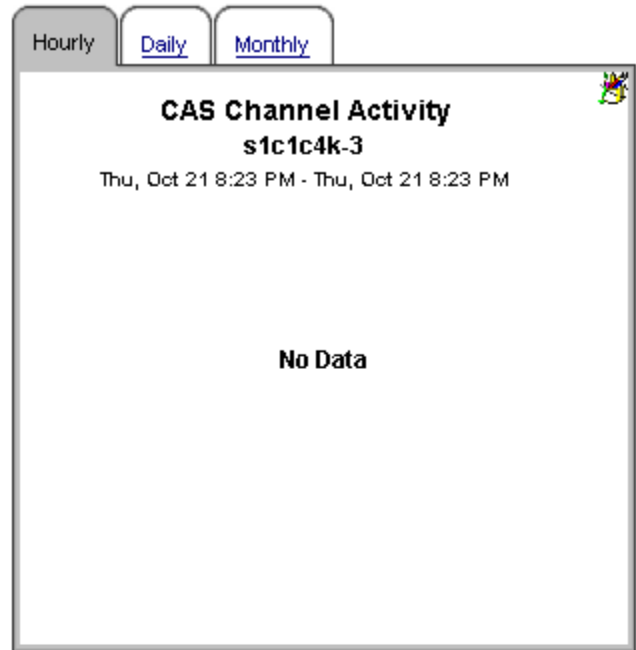 Hourly Daily Monthly
CAS Channel Activity
s1c1c4k-3
Thu, Oct 21 8:23 PM - Thu, Oct 21 8:23 PM
No Data